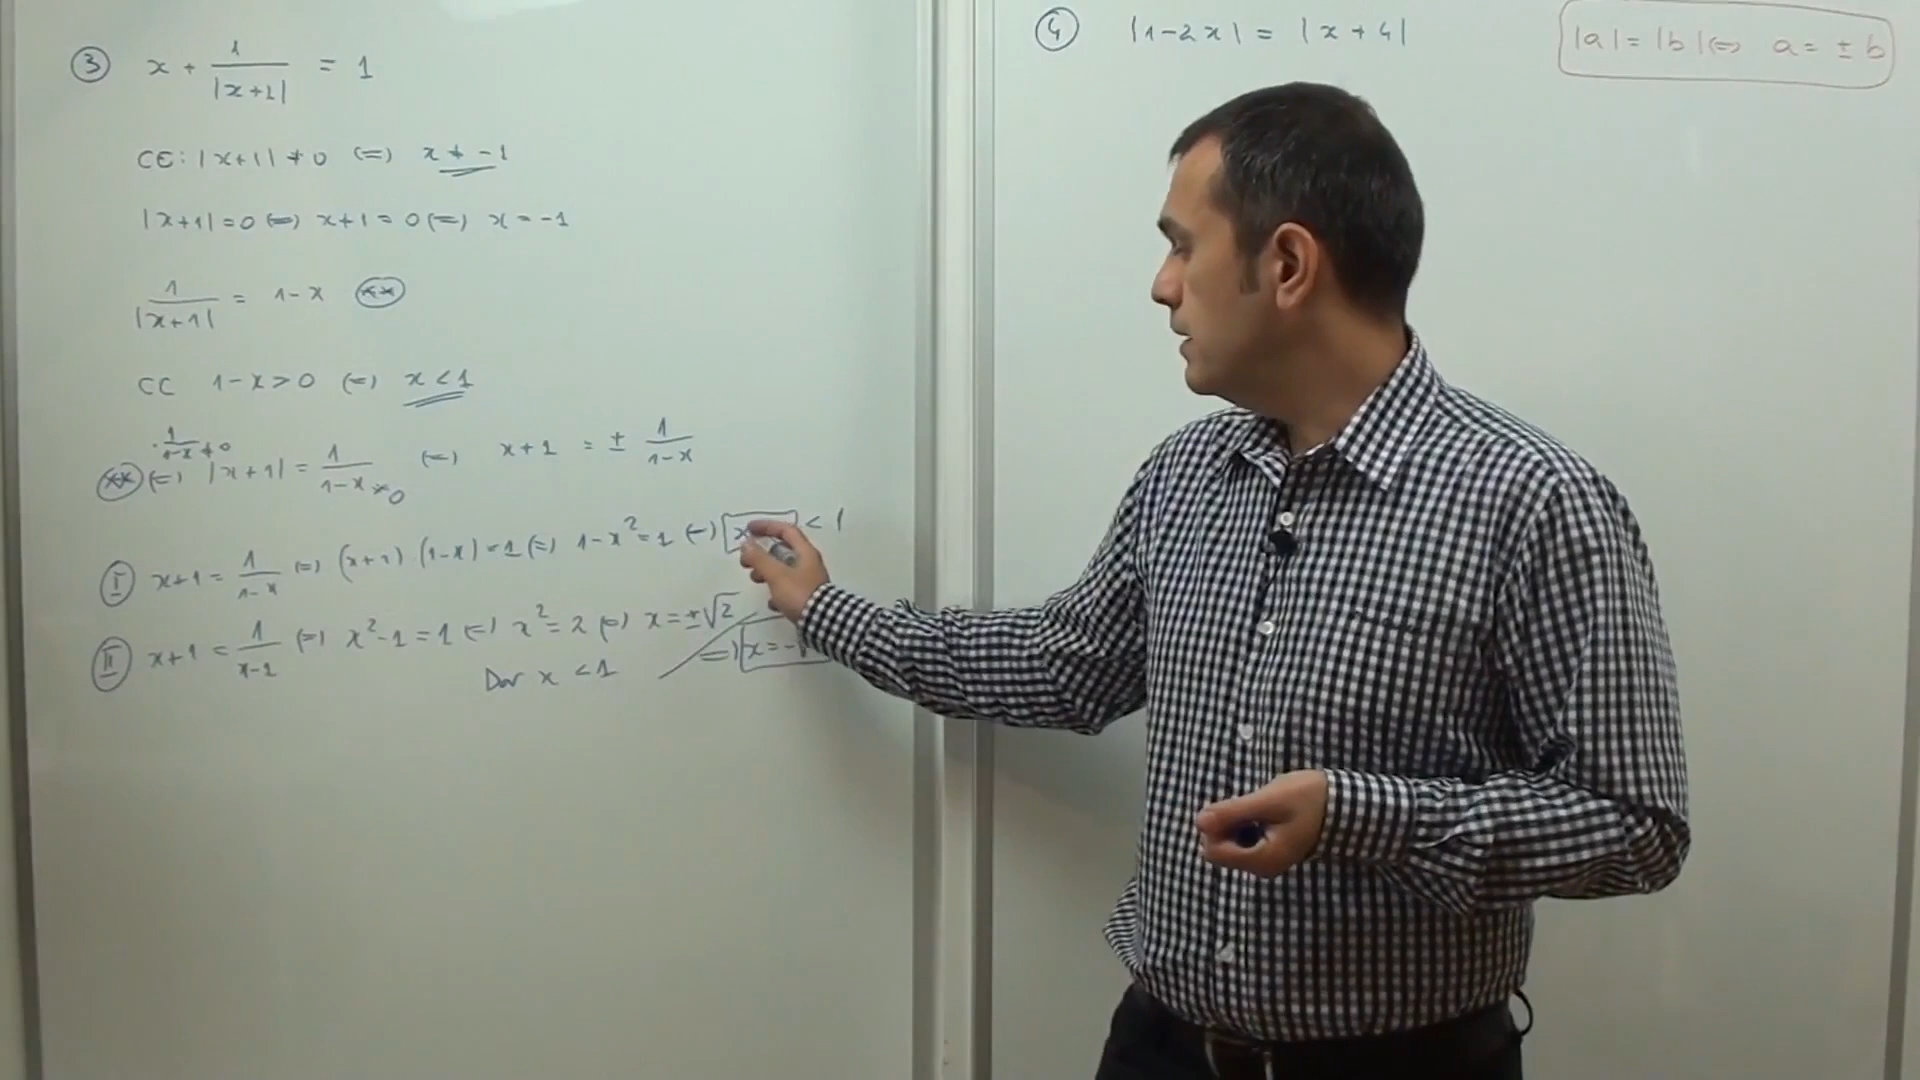 ③ x + 1/|x+1| = 1
CE: |x+1| ≠ 0 (=) x ≠ -1
|x+1| = 0 (=) x+1 = 0 (=) x = -1
1/|x+1| = 1-x (**)
CC 1-x > 0 (=) x < 1
1/1-x ≠ 0
(**) (=) |x+1| = 1/1-x ≠0 (=) x+1 = ± 1/1-x
Ⓘ x+1 = 1/1-x (=) (x+1)(1-x) = 1 (=) 1-x² = 1 (=) x < 1
Ⓘⓘ x+1 = 1/x-1 (=) x²-1 = 1 (=) x² = 2 (=) x = ±√2
Dar x < 1 =) x = -√
④ |1-2x| = |x+4|
|a| = |b| (=) a = ± b